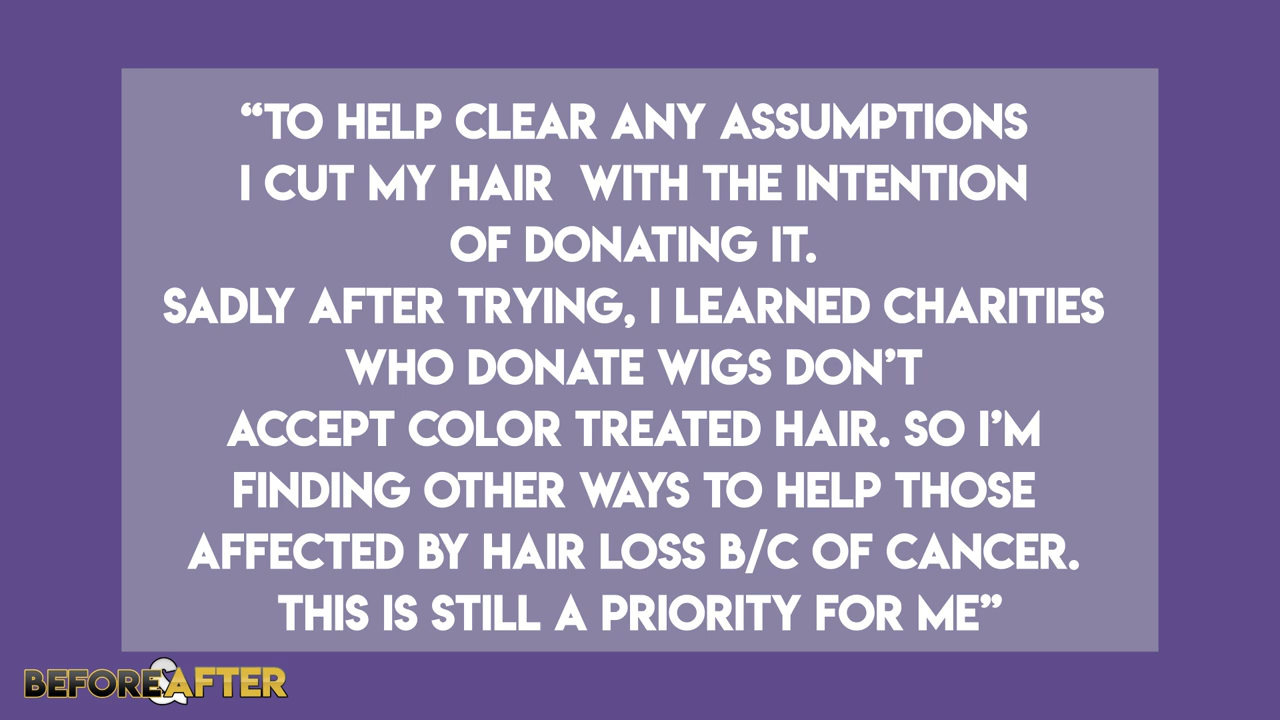 “TO HELP CLEAR ANY ASSUMPTIONS
I CUT MY HAIR  WITH THE INTENTION
OF DONATING IT.
SADLY AFTER TRYING, I LEARNED CHARITIES
WHO DONATE WIGS DON’T
ACCEPT COLOR TREATED HAIR. SO I’M
FINDING OTHER WAYS TO HELP THOSE
AFFECTED BY HAIR LOSS B/C OF CANCER.
THIS IS STILL A PRIORITY FOR ME”
BEFORE&AFTER